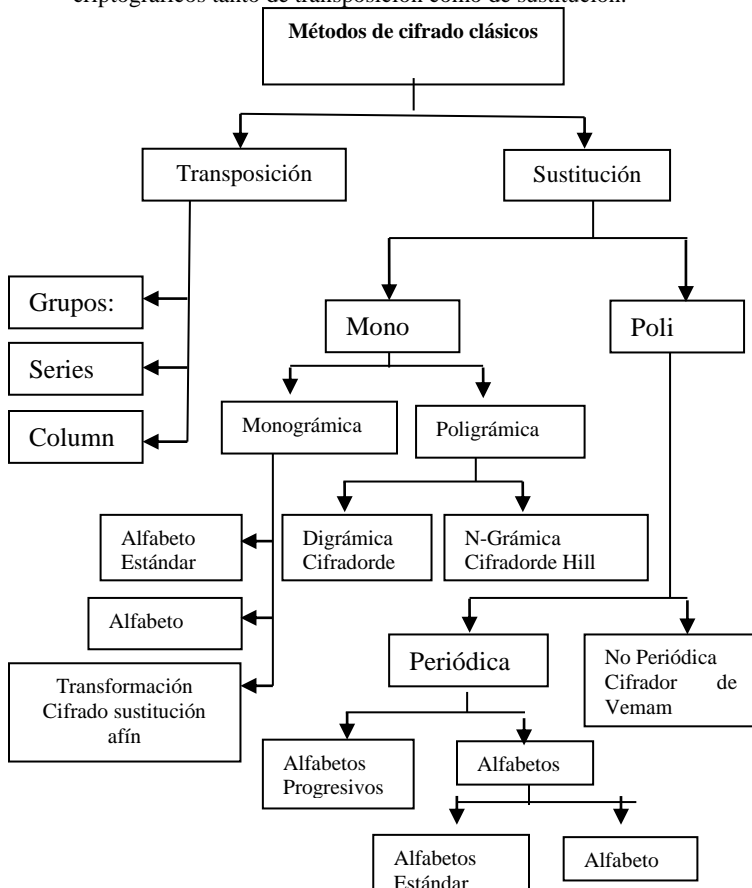 criptográficos tanto de transposición como de sustitución.
Métodos de cifrado clásicos
Transposición
Sustitución
Grupos:
Series
Column
Mono
Poli
Monográmica
Poligrámica
Alfabeto
Estándar
Alfabeto
Transformación
Cifrado sustitución
afín
Digrámica
Cifradorde
N-Grámica
Cifradorde Hill
Periódica
No Periódica
Cifrador de
Vemam
Alfabetos
Progresivos
Alfabetos
Alfabetos
Estándar
Alfabeto